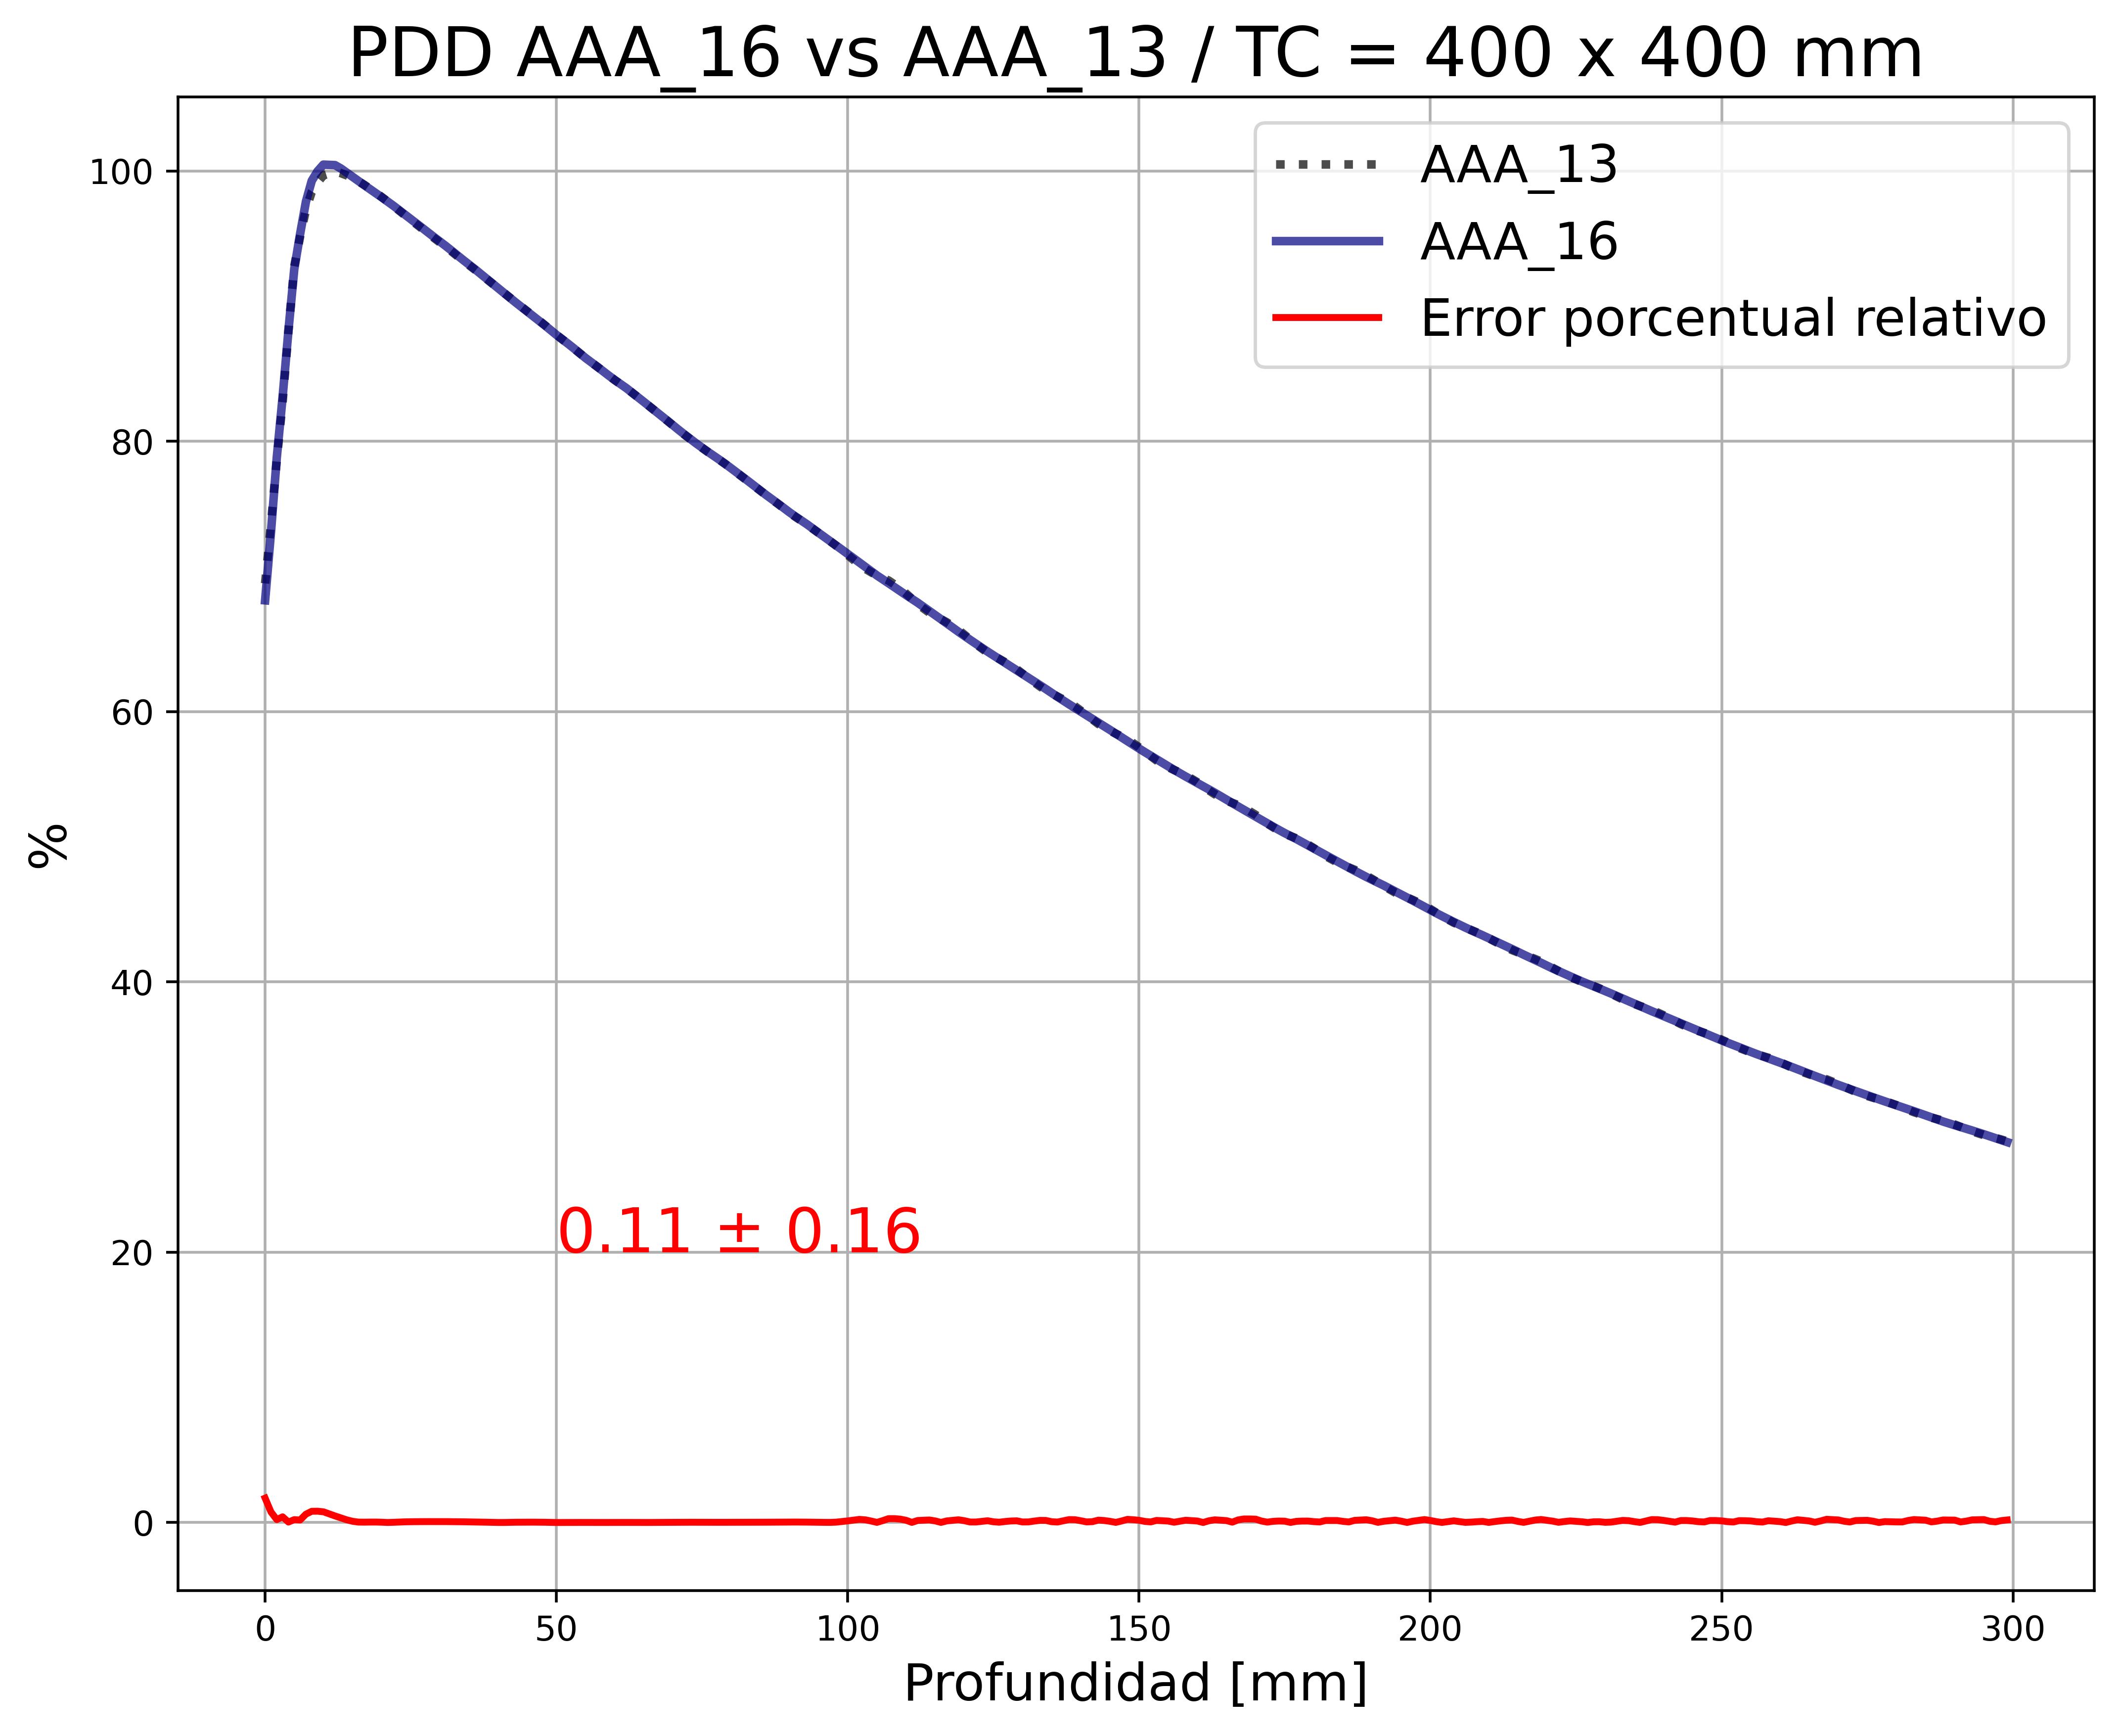 PDD AAA_16 vs AAA_13 / TC = 400 x 400 mm
AAA_13
AAA_16
Error porcentual relativo
100
80
60
40
20
0
%
0.11 ± 0.16
0 50 100 150 200 250 300
Profundidad [mm]